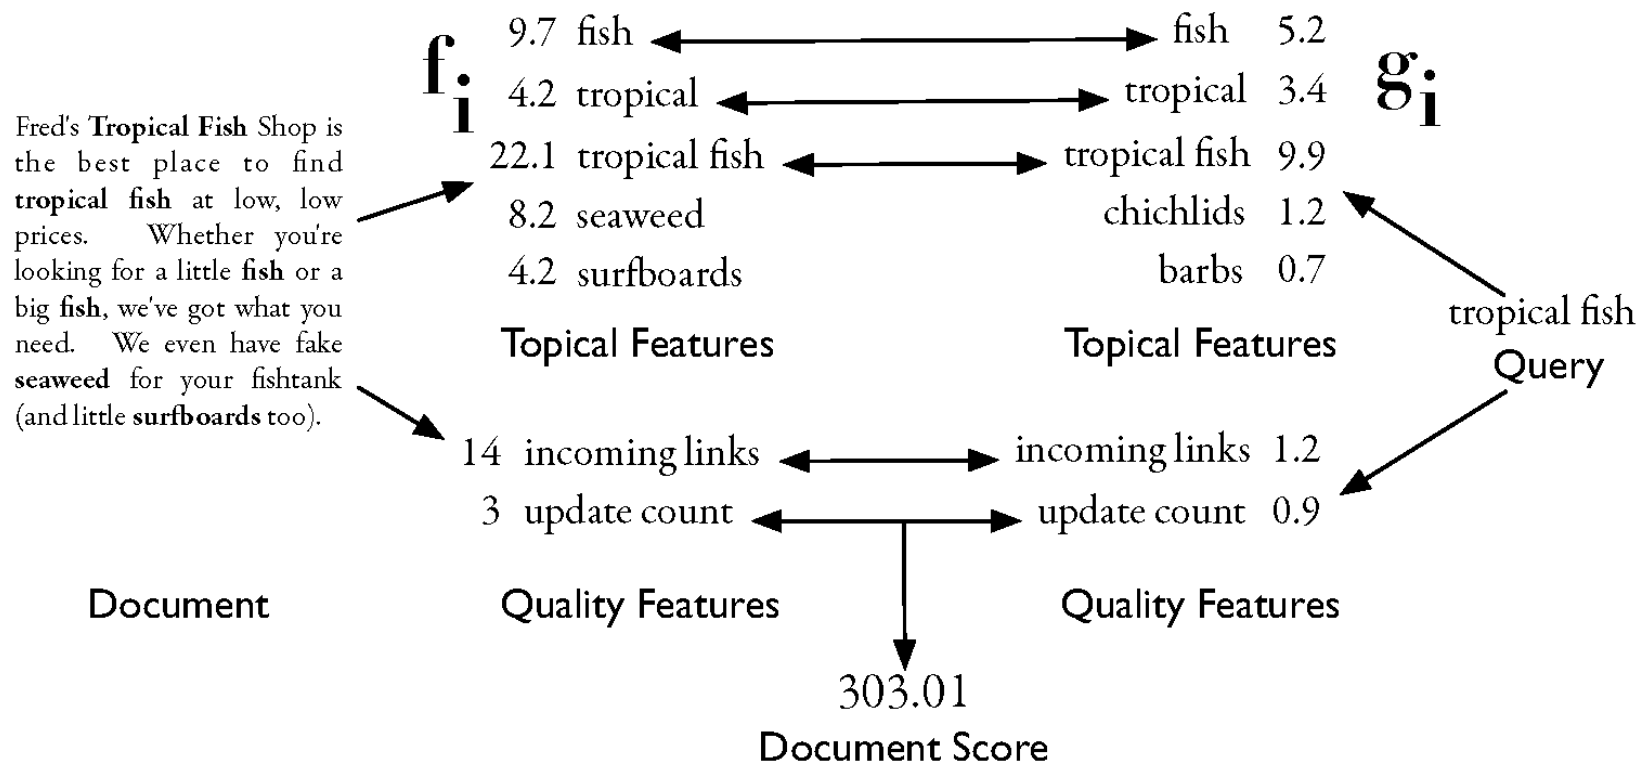 Fred's Tropical Fish Shop is
the best place to find
tropical fish at low, low
prices. Whether you're
looking for a little fish or a
big fish, we've got what you
need. We even have fake
seaweed for your fishtank
(and little surfboards too).
Document
fi
9.7 fish
4.2 tropical
22.1 tropical fish
8.2 seaweed
4.2 surfboards
Topical Features
14 incoming links
3 update count
Quality Features
gi
fish 5.2
tropical 3.4
tropical fish 9.9
chichlids 1.2
barbs 0.7
Topical Features
incoming links 1.2
update count 0.9
Quality Features
tropical fish
Query
303.01
Document Score